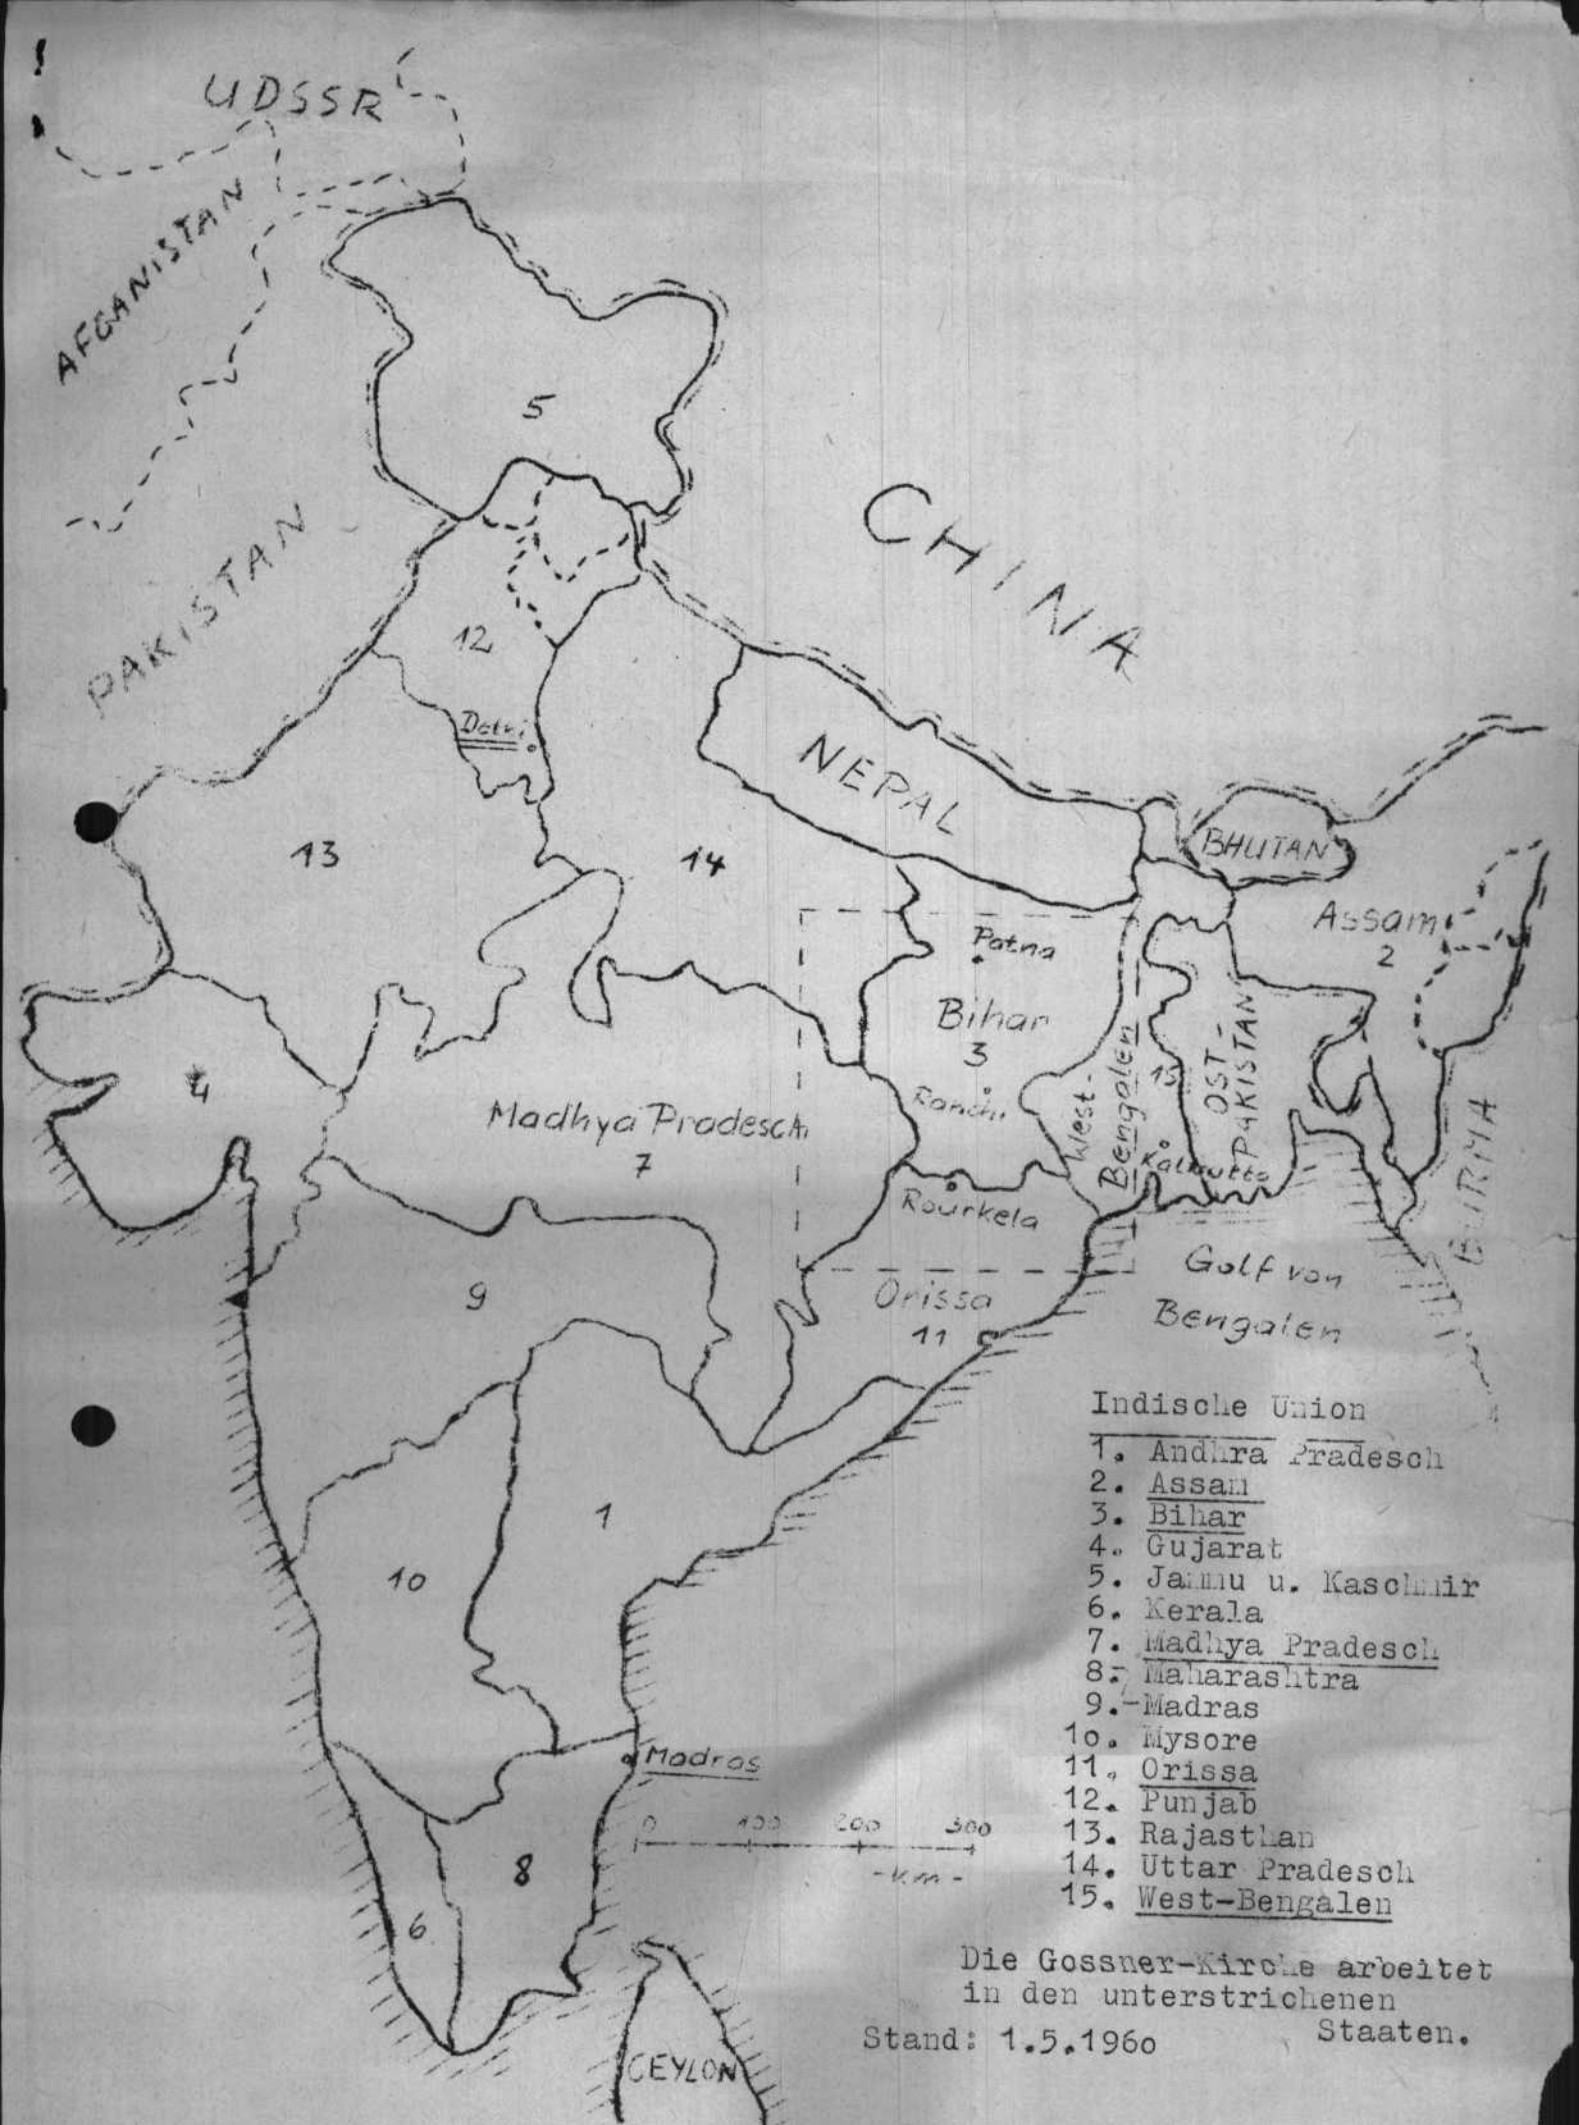 UDSSR
AFGANISTAN
PAKISTAN
CHINA
5
12
Delhi
NEPAL
BHUTAN
13
14
Assam
2
Patna
Bihar
3
Ranchi
West-
Bengalen
15
OST-
PAKISTAN
Kalkutta
BURMA
4
Madhya Pradesch
7
Rourkela
Orissa
11
Golf von
Bengalen
9
1
10
Madras
0 100 200 300
-km-
8
6
CEYLON
Indische Union
1. Andhra Pradesch
2. Assam
3. Bihar
4. Gujarat
5. Jammu u. Kaschmir
6. Kerala
7. Madhya Pradesch
8.- Maharashtra
9.-Madras
1o. Mysore
11. Orissa
12. Punjab
13. Rajasthan
14. Uttar Pradesch
15. West-Bengalen
Die Gossner-Kirche arbeitet
in den unterstrichenen
Staaten.
Stand: 1.5.196o